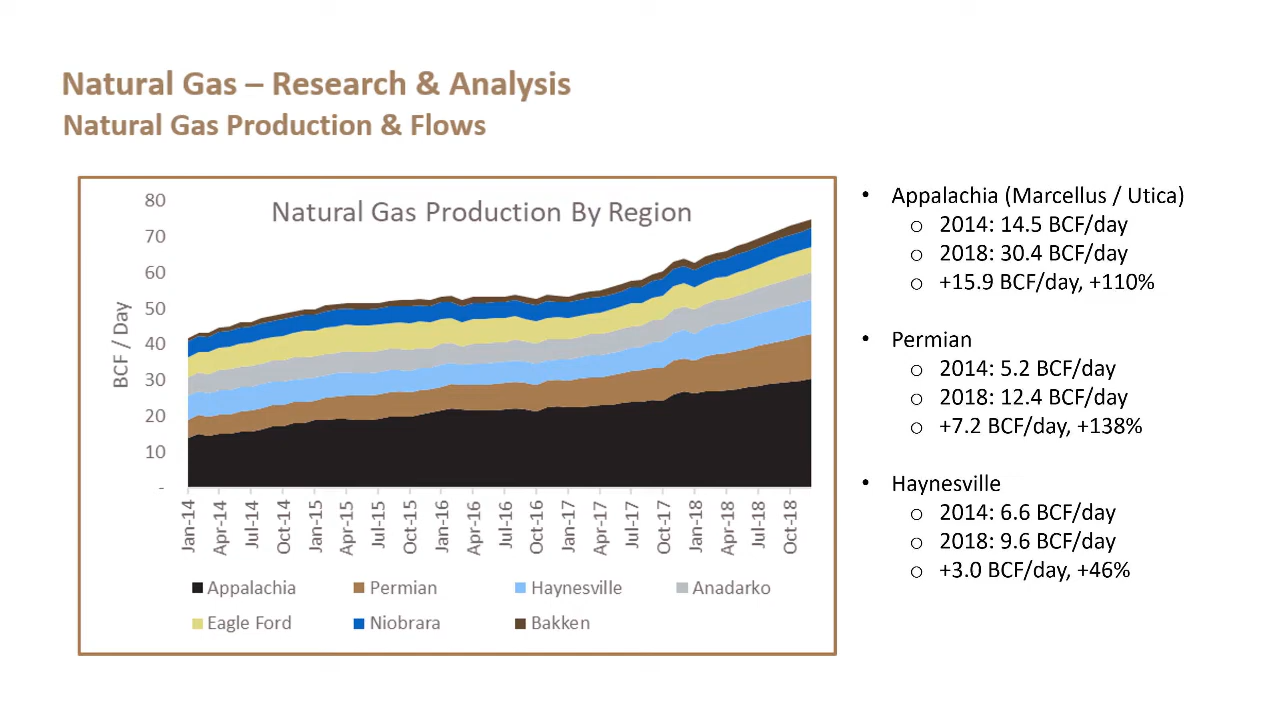 Natural Gas – Research & Analysis
Natural Gas Production & Flows
Natural Gas Production By Region
BCF / Day
80
70
60
50
40
30
20
10
-
Jan-14
Apr-14
Jul-14
Oct-14
Jan-15
Apr-15
Jul-15
Oct-15
Jan-16
Apr-16
Jul-16
Oct-16
Jan-17
Apr-17
Jul-17
Oct-17
Jan-18
Apr-18
Jul-18
Oct-18
Appalachia
Permian
Haynesville
Anadarko
Eagle Ford
Niobrara
Bakken
• Appalachia (Marcellus / Utica)
o 2014: 14.5 BCF/day
o 2018: 30.4 BCF/day
o +15.9 BCF/day, +110%
• Permian
o 2014: 5.2 BCF/day
o 2018: 12.4 BCF/day
o +7.2 BCF/day, +138%
• Haynesville
o 2014: 6.6 BCF/day
o 2018: 9.6 BCF/day
o +3.0 BCF/day, +46%